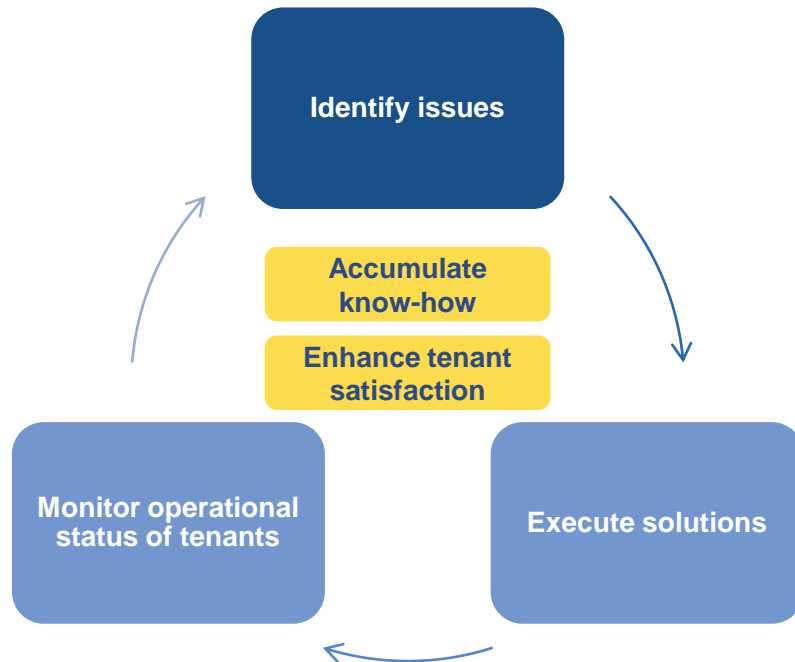 Identify issues
Accumulate
know-how
Enhance tenant
satisfaction
Monitor operational
status of tenants
Execute solutions